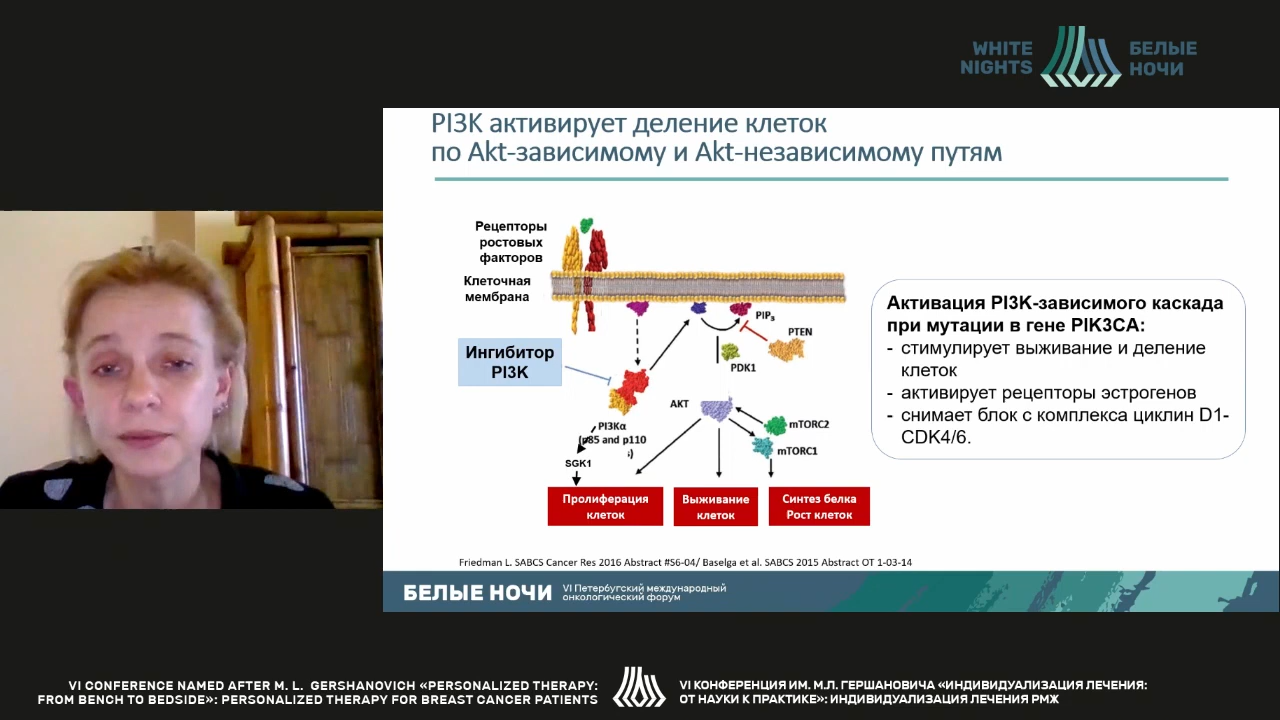 WHITE
NIGHTS
БЕЛЫЕ
НОЧИ
PI3K активирует деление клеток
по Akt-зависимому и Akt-независимому путям
Рецепторы
ростовых
факторов
Клеточная
мембрана
PIP3
PTEN
Ингибитор
PI3K
PDK1
AKT
PI3Kα
(p85 and p110
;)
mTORC2
mTORC1
SGK1
Пролиферация
клеток
Выживание
клеток
Синтез белка
Рост клеток
Активация PI3K-зависимого каскада
при мутации в гене PIK3CA:
- стимулирует выживание и деление
клеток
- активирует рецепторы эстрогенов
- снимает блок с комплекса циклин D1-
CDK4/6.
Friedman L. SABCS Cancer Res 2016 Abstract #S6-04/ Baselga et al. SABCS 2015 Abstract OT 1-03-14
БЕЛЫЕ НОЧИ
VI Петербургский международный
онкологический форум
VI CONFERENCE NAMED AFTER M. L. GERSHANOVICH «PERSONALIZED THERAPY:
FROM BENCH TO BEDSIDE»: PERSONALIZED THERAPY FOR BREAST CANCER PATIENTS
VI КОНФЕРЕНЦИЯ ИМ. М.Л. ГЕРШАНОВИЧА «ИНДИВИДУАЛИЗАЦИЯ ЛЕЧЕНИЯ:
ОТ НАУКИ К ПРАКТИКЕ»: ИНДИВИДУАЛИЗАЦИЯ ЛЕЧЕНИЯ РМЖ